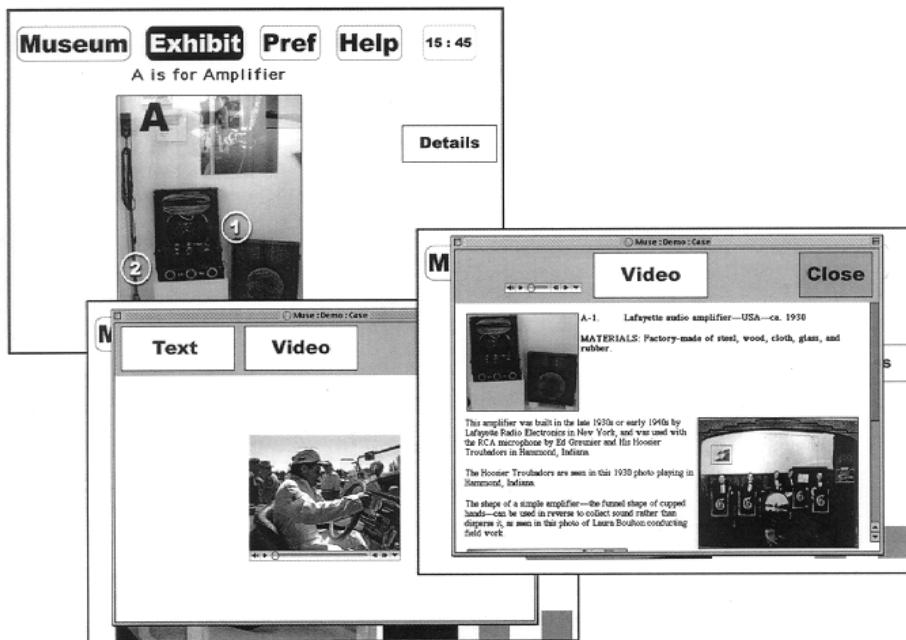 Museum Exhibit Pref Help 15 : 45
A is for Amplifier
A
Details
1
2
M
Muse :Demo :Case
Text Video
M
Muse :Demo :Case
Video Close
s
A-1. Lafayette audio amplifier—USA—ca. 1930
MATERIALS: Factory-made of steel, wood, cloth, glass, and
rubber.
This amplifier was built in the late 1930s or early 1940s by
Lafayette Radio Electronics in New York, and was used with
the RCA microphone by Ed Greunier and His Hoosier
Troubadors in Hammond, Indiana.
The Hoosier Troubadors are seen in this 1930 photo playing in
Hammond, Indiana.
The shape of a simple amplifier—the funnel shape of cupped
hands—can be used in reverse to collect sound rather than
disperse it, as seen in this photo of Laura Boulton conducting
field work.